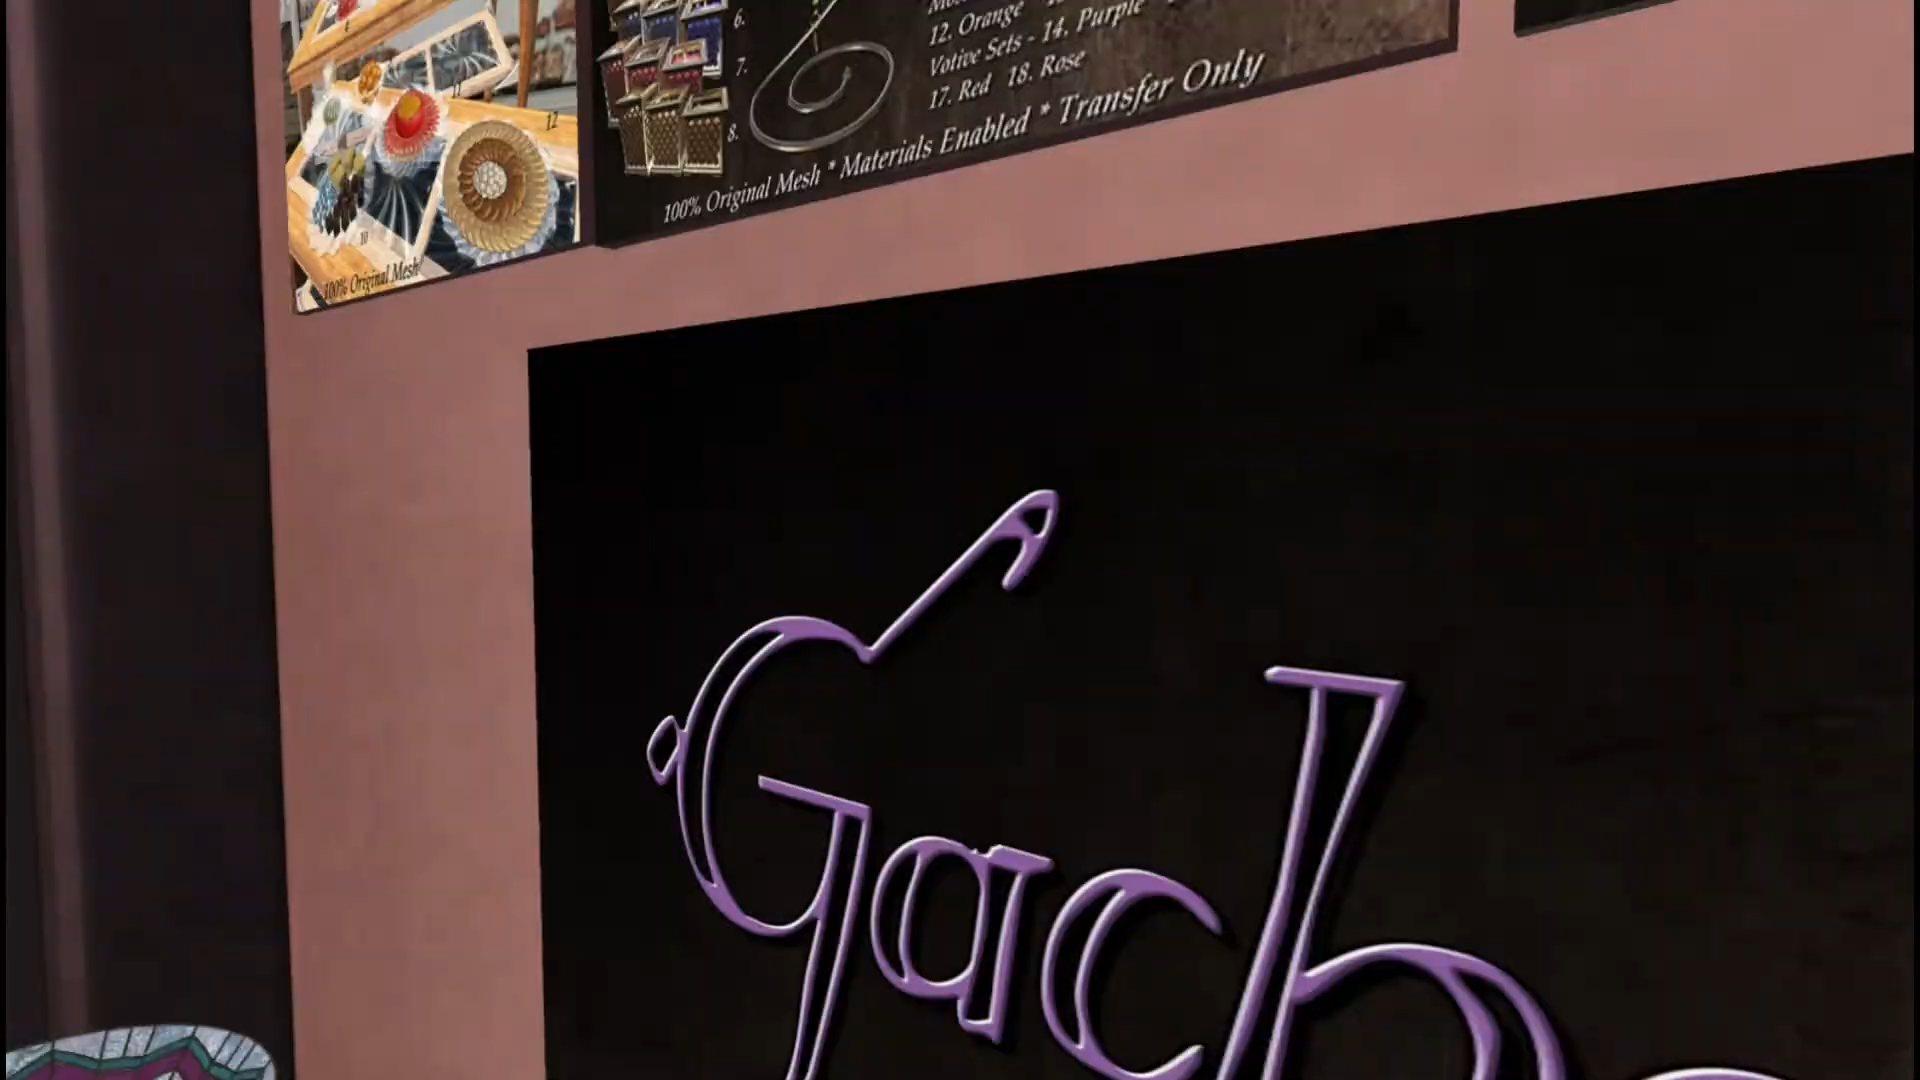 6.
7.
8.
12. Orange
Votive Sets - 14. Purple
17. Red 18. Rose
100% Original Mesh * Materials Enabled * Transfer Only
12
10
100% Original Mesh
Gach